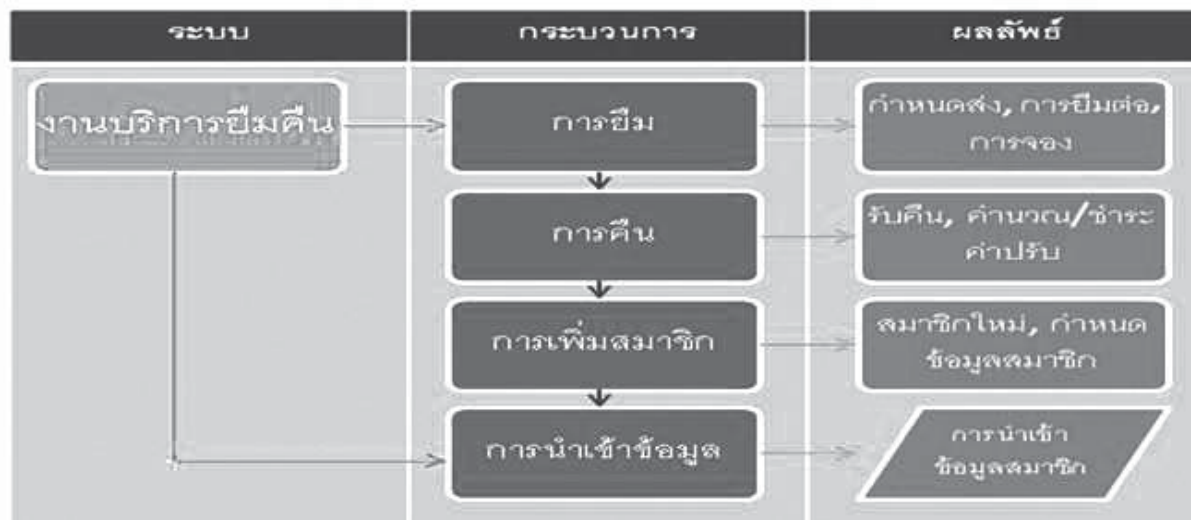 ระบบ
กระบวนการ
ผลลัพธ์
งานบริการยืมคืน
การยืม
กำหนดส่ง, การยืมต่อ,
การจอง
การคืน
รับคืน, คำนวณ/ชำระ
ค่าปรับ
การเพิ่มสมาชิก
สมาชิกใหม่, กำหนด
ข้อมูลสมาชิก
การนำเข้าข้อมูล
การนำเข้า
ข้อมูลสมาชิก